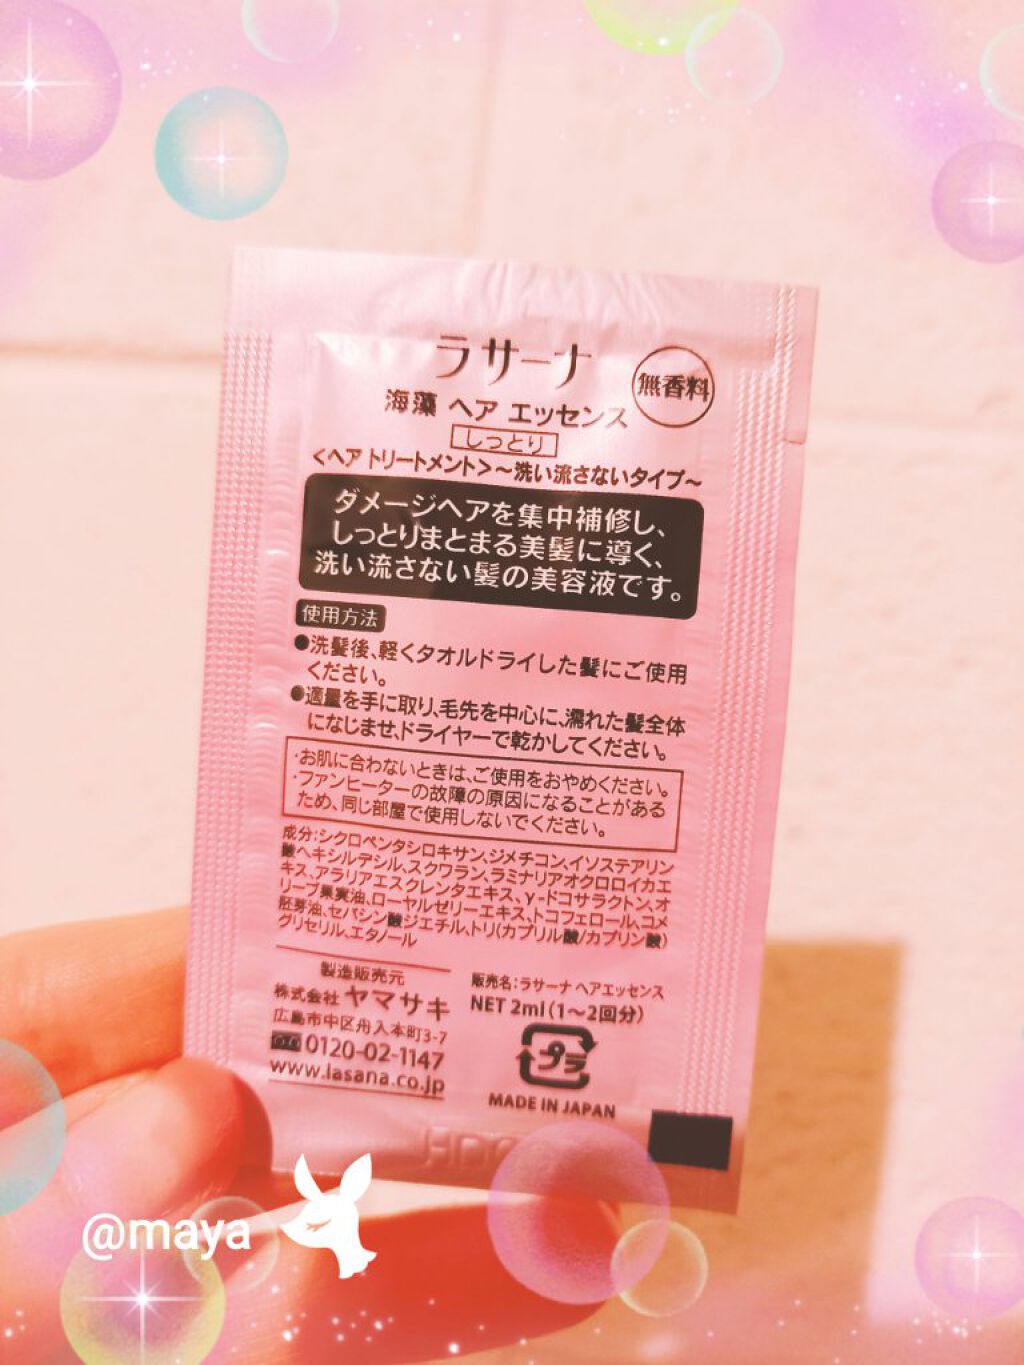 ラサーナ
無香料
海藻 ヘア エッセンス
しっとり
<ヘア トリートメント>～洗い流さないタイプ～
ダメージヘアを集中補修し、
しっとりまとまる美髪に導く、
洗い流さない髪の美容液です。
使用方法
●洗髪後、軽くタオルドライした髪にご使用
ください。
●適量を手に取り、毛先を中心に、濡れた髪全体
になじませ、ドライヤーで乾かしてください。
・お肌に合わないときは、ご使用をおやめください。
・ファンヒーターの故障の原因になることがある
ため、同じ部屋で使用しないでください。
成分:シクロペンタシロキサン、ジメチコン、イソステアリン
酸ヘキシルデシル、スクワラン、ラミナリアオクロロイカエ
キス、アラリアエスクレンタエキス、γ-ドコサラクトン、オ
リーブ果実油、ローヤルゼリーエキス、トコフェロール、コメ
胚芽油、セバシン酸ジエチル、トリ(カプリル酸/カプリン酸)
グリセリル、エタノール
製造販売元
株式会社 ヤマサキ
広島市中区舟入本町3-7
0120-02-1147
www.lasana.co.jp
販売名:ラサーナ ヘアエッセンス
NET 2ml(1～2回分)
プラ
MADE IN JAPAN
@maya